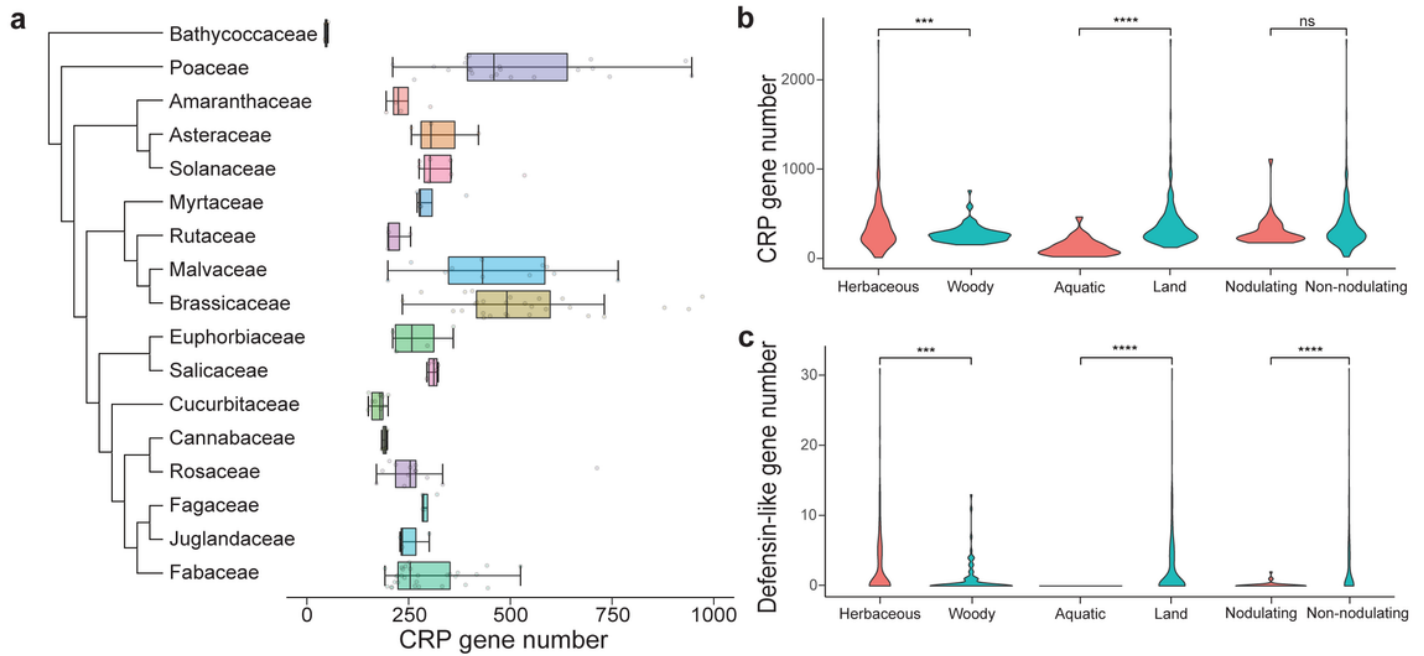 a
Bathycoccaceae
Poaceae
Amaranthaceae
Asteraceae
Solanaceae
Myrtaceae
Rutaceae
Malvaceae
Brassicaceae
Euphorbiaceae
Salicaceae
Cucurbitaceae
Cannabaceae
Rosaceae
Fagaceae
Juglandaceae
Fabaceae
0 250 500 750 1000
CRP gene number
b
*** **** ns
CRP gene number
2000
1000
0
Herbaceous Woody Aquatic Land Nodulating Non-nodulating
c
*** **** ****
Defensin-like gene number
30
20
10
0
Herbaceous Woody Aquatic Land Nodulating Non-nodulating